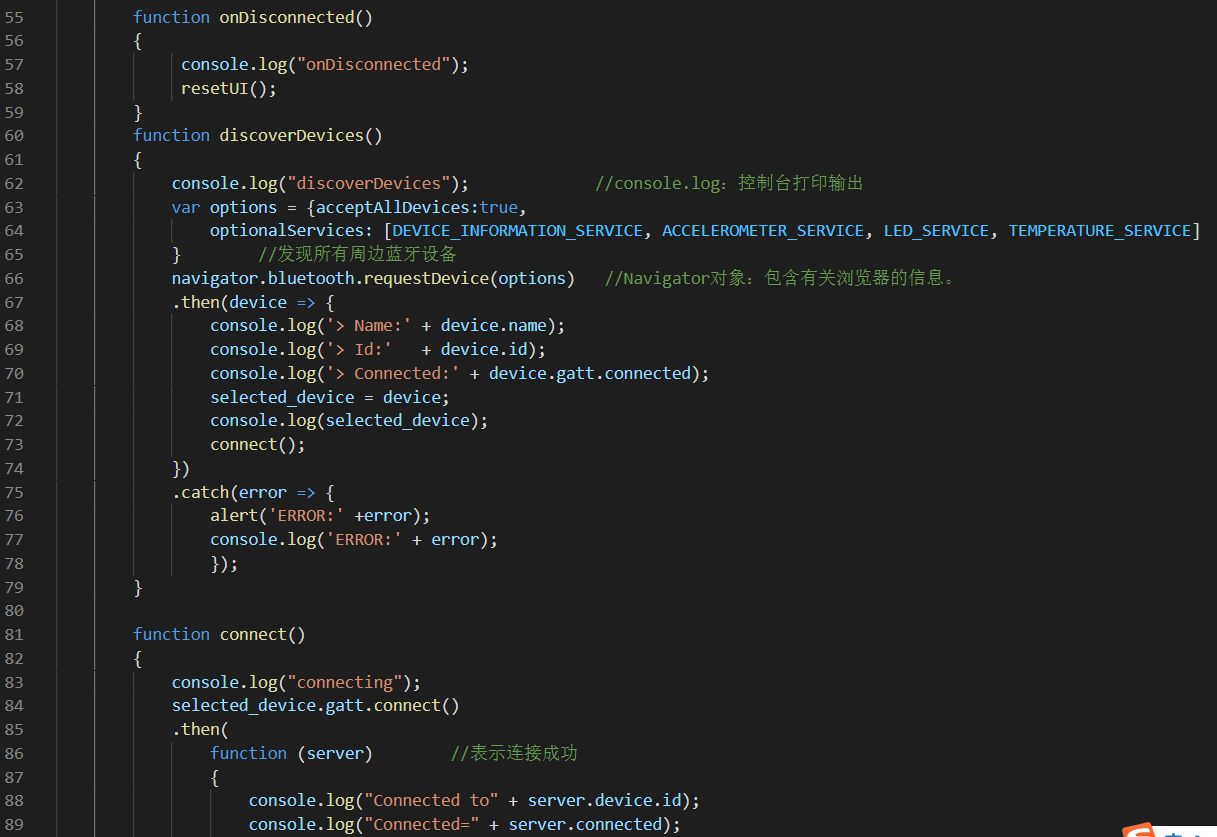 55 function onDisconnected()
56 {
57 console.log("onDisconnected");
58 resetUI();
59 }
60 function discoverDevices()
61 {
62 console.log("discoverDevices"); //console.log：控制台打印输出
63 var options = {acceptAllDevices:true,
64 optionalServices: [DEVICE_INFORMATION_SERVICE, ACCELEROMETER_SERVICE, LED_SERVICE, TEMPERATURE_SERVICE]
65 } //发现所有周边蓝牙设备
66 navigator.bluetooth.requestDevice(options) //Navigator对象：包含有关浏览器的信息。
67 .then(device => {
68 console.log('> Name:' + device.name);
69 console.log('> Id:' + device.id);
70 console.log('> Connected:' + device.gatt.connected);
71 selected_device = device;
72 console.log(selected_device);
73 connect();
74 })
75 .catch(error => {
76 alert('ERROR:' +error);
77 console.log('ERROR:' + error);
78 });
79 }
80
81 function connect()
82 {
83 console.log("connecting");
84 selected_device.gatt.connect()
85 .then(
86 function (server) //表示连接成功
87 {
88 console.log("Connected to" + server.device.id);
89 console.log("Connected=" + server.connected);